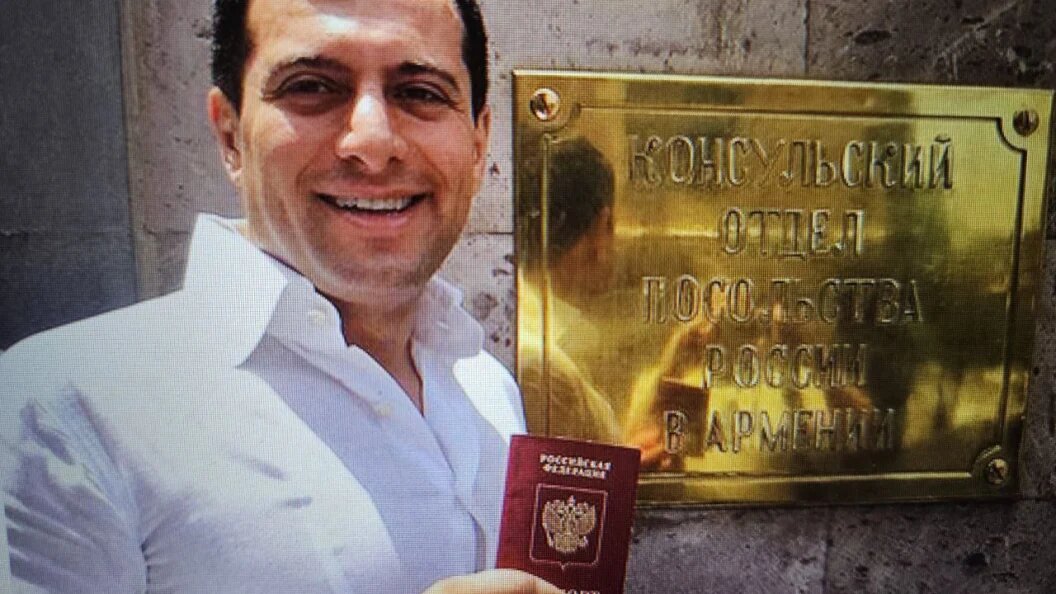 КОНСУЛЬСКИЙ
ОТДЕЛ
ПОСОЛЬСТВА
РОССИИ
В АРМЕНИИ
РОССИЙСКАЯ
ФЕДЕРАЦИЯ